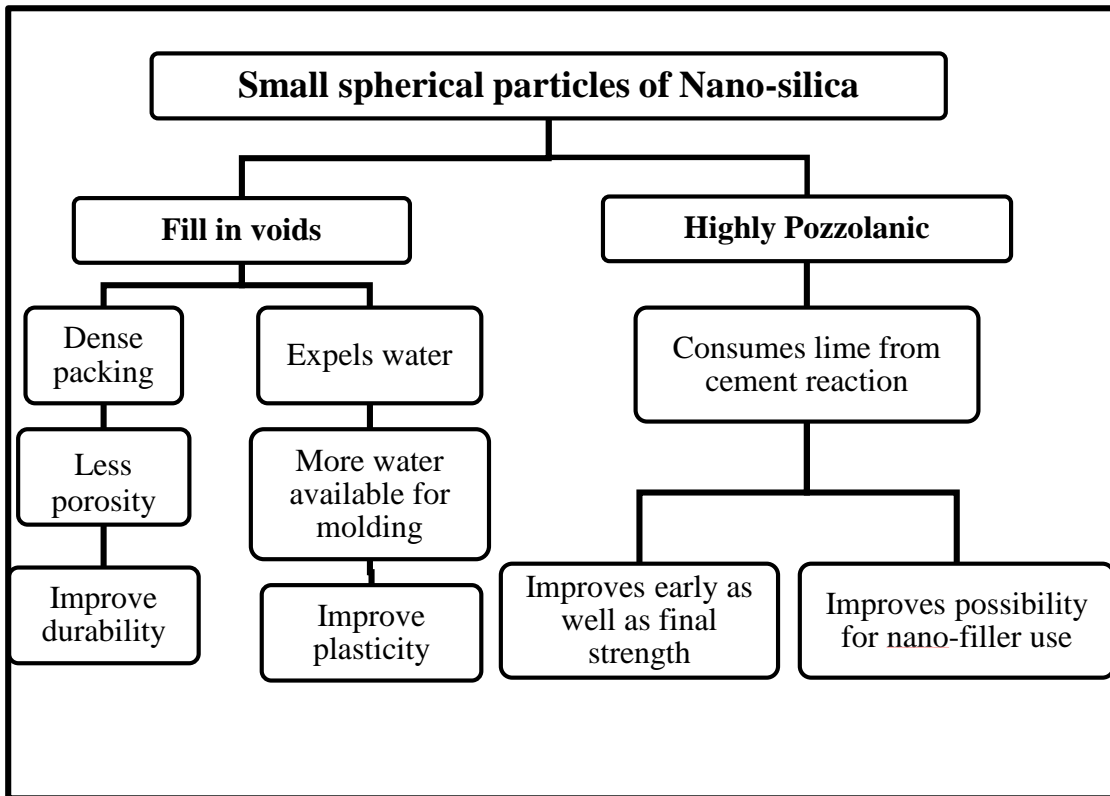 Small spherical particles of Nano-silica
Fill in voids
Highly Pozzolanic
Dense
packing
Expels water
Consumes lime from
cement reaction
Less
porosity
More water
available for
molding
Improve
durability
Improve
plasticity
Improves early as
well as final
strength
Improves possibility
for nano-filler use